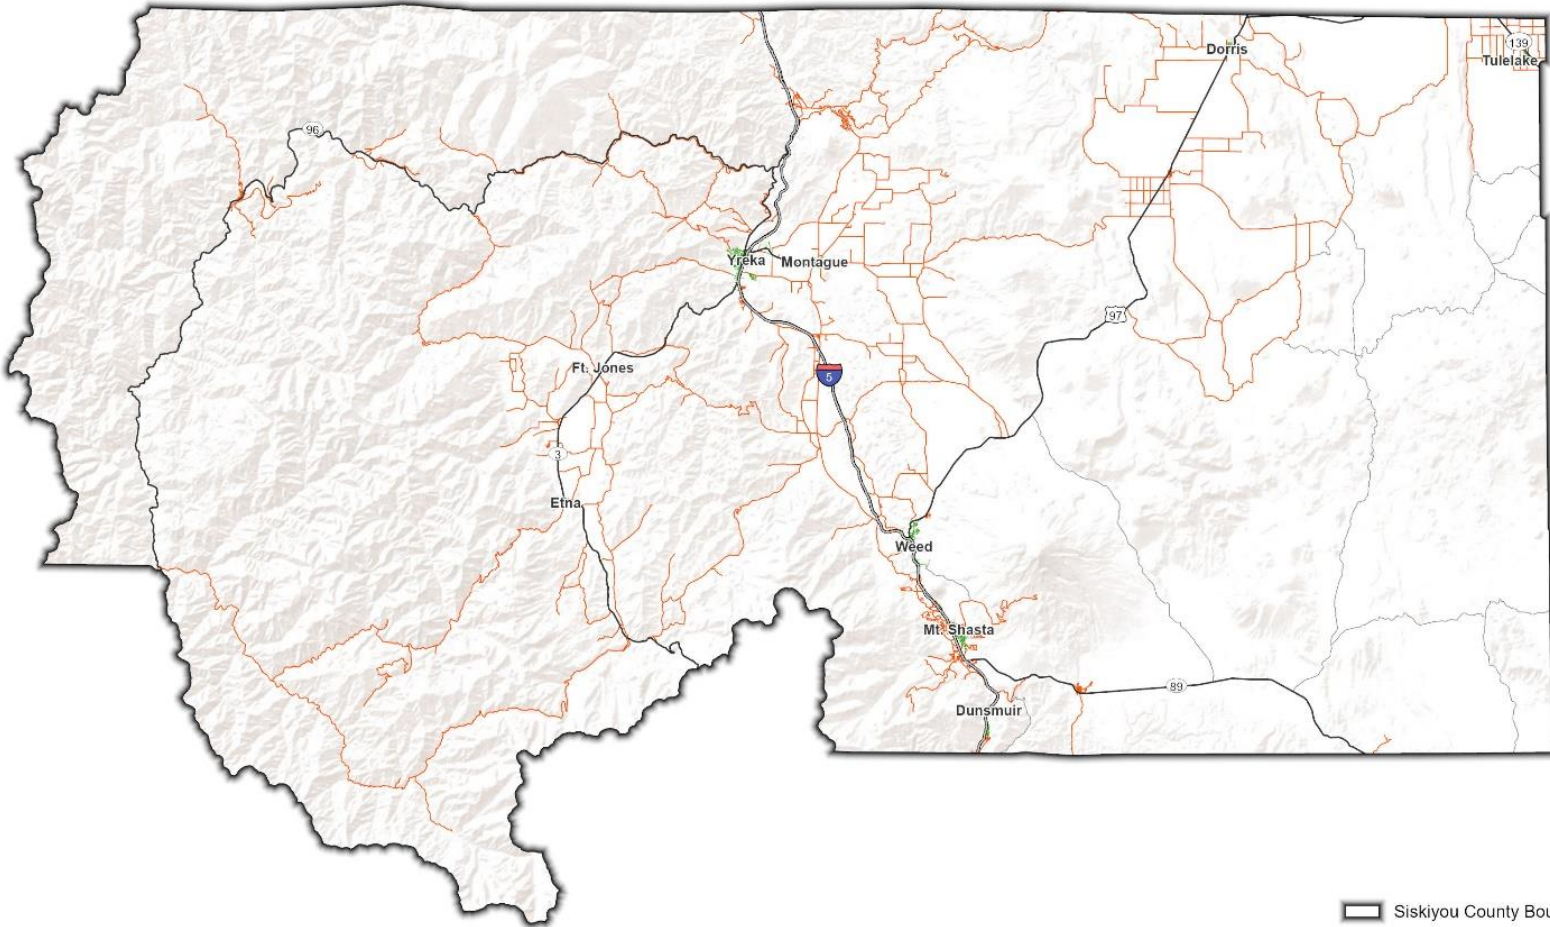 Dorris
139
Tulelake
96
Yreka
Montague
97
Ft. Jones
5
3
Etna
Weed
Mt. Shasta
89
Dunsmuir
Siskiyou County Bou